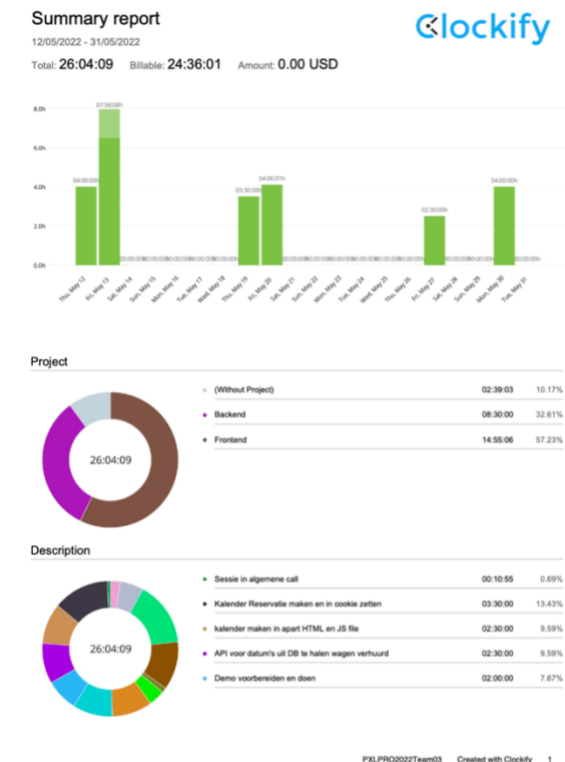 Summary report
Clockify
12/05/2022 - 31/05/2022
Total: 26:04:09 Billable: 24:36:01 Amount: 0.00 USD
8.0h
6.0h
4.0h
2.0h
0.0h
04:00:00h
03:30:00h
04:06:01h
02:30:00h
04:00:00h
Thu, May 12
Fri, May 13
Sat, May 14
Sun, May 15
Mon, May 16
Tue, May 17
Wed, May 18
Thu, May 19
Fri, May 20
Sat, May 21
Sun, May 22
Mon, May 23
Tue, May 24
Wed, May 25
Thu, May 26
Fri, May 27
Sat, May 28
Sun, May 29
Mon, May 30
Tue, May 31
Project
(Without Project) 02:39:03 10.17%
Backend 08:30:00 32.61%
Frontend 14:55:06 57.23%
26:04:09
Description
Sessie in algemene call 00:10:55 0.69%
Kalender Reservatie maken en in cookie zetten 03:30:00 13.43%
kalender maken in apart HTML en JS file 02:30:00 9.59%
API voor datum's uit DB te halen wagen verhuurd 02:30:00 9.59%
Demo voorbereiden en doen 02:00:00 7.67%
26:04:09
PXLPRO2022Team03 Created with Clockify 1